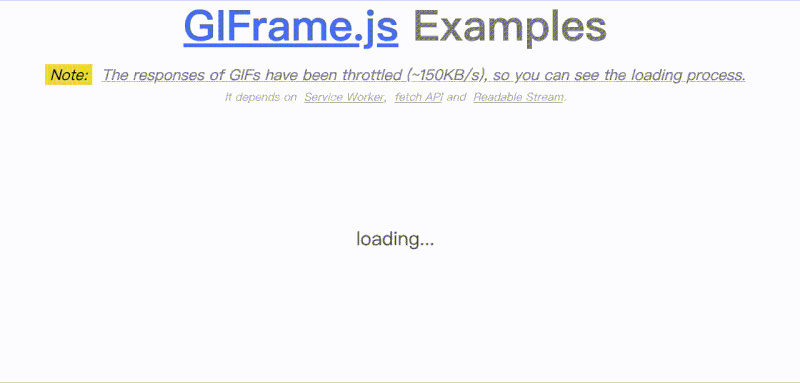 GIFrame.js Examples
Note: The responses of GIFs have been throttled (~150KB/s), so you can see the loading process.
It depends on Service Worker, fetch API and Readable Stream.
loading...